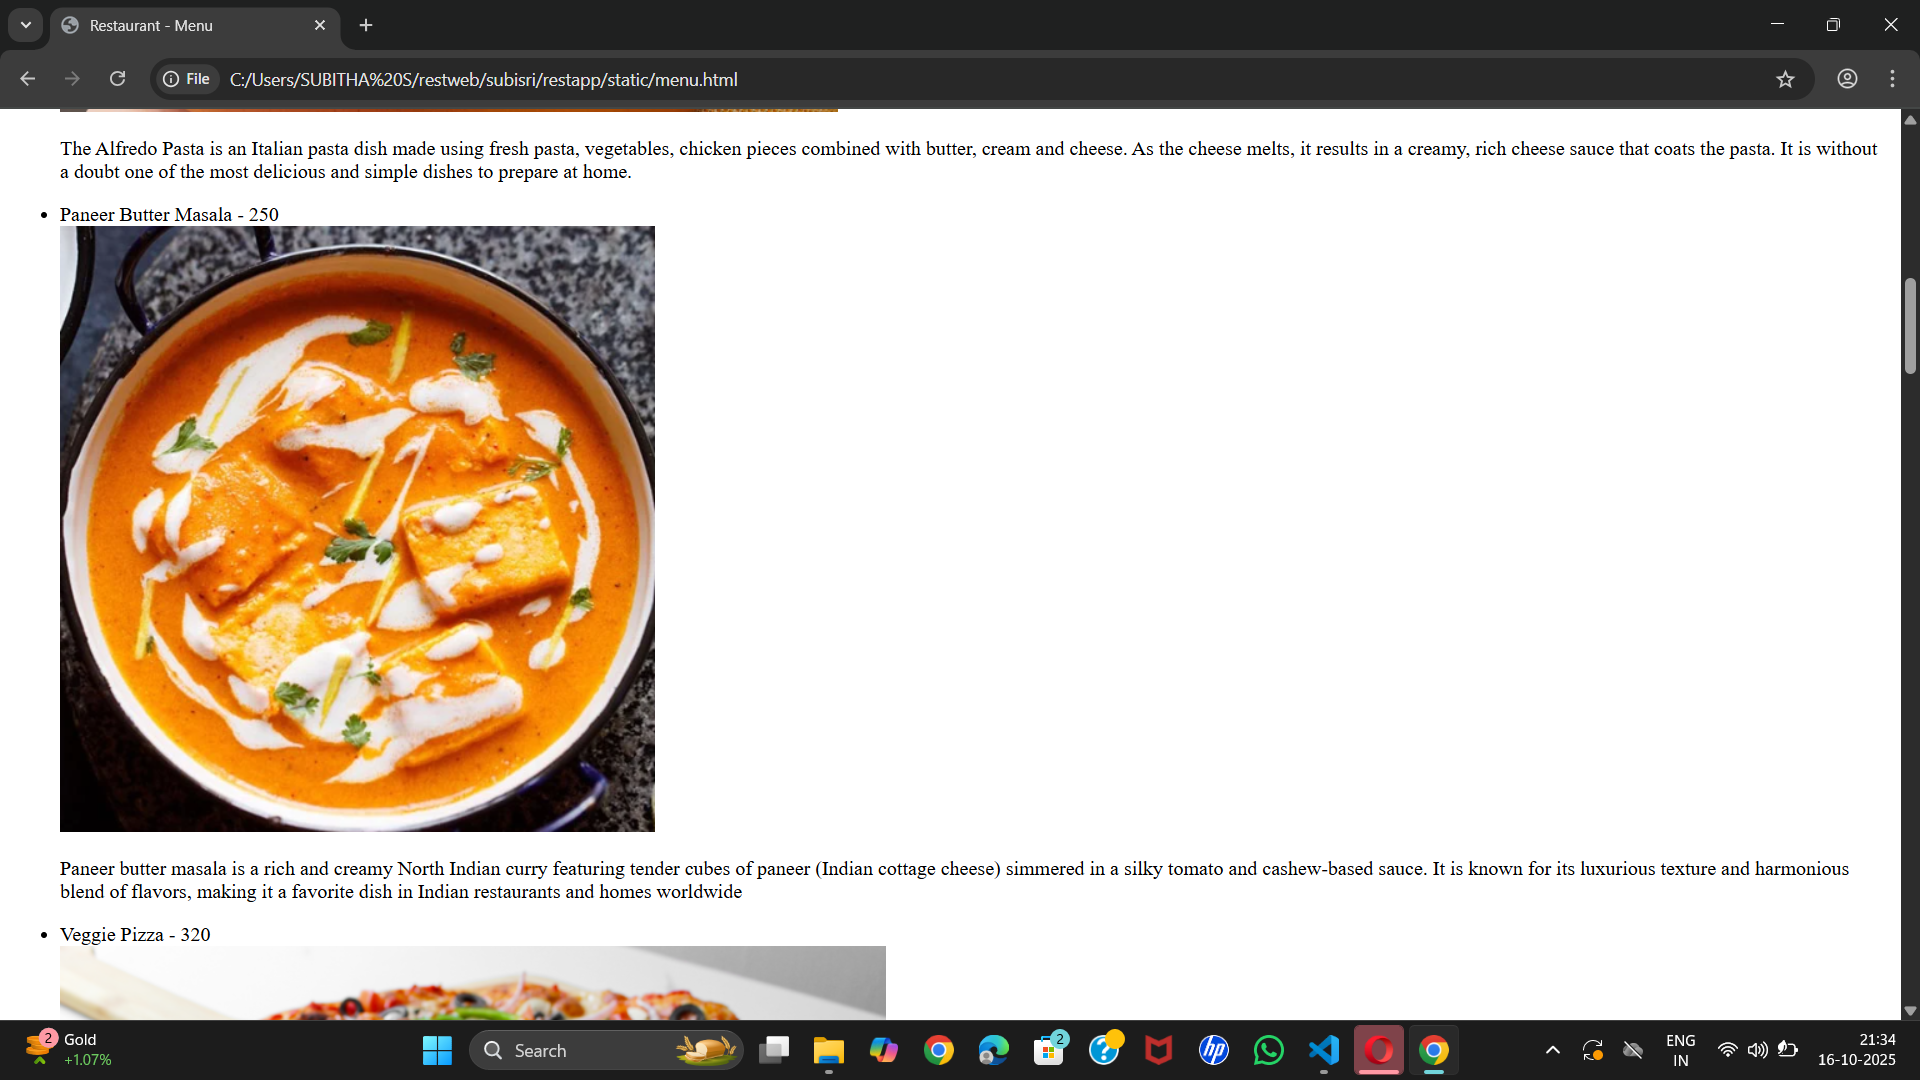 Restaurant - Menu
File
C:/Users/SUBITHA%20S/restweb/subisri/restapp/static/menu.html
The Alfredo Pasta is an Italian pasta dish made using fresh pasta, vegetables, chicken pieces combined with butter, cream and cheese. As the cheese melts, it results in a creamy, rich cheese sauce that coats the pasta. It is without
a doubt one of the most delicious and simple dishes to prepare at home.
• Paneer Butter Masala - 250
Paneer butter masala is a rich and creamy North Indian curry featuring tender cubes of paneer (Indian cottage cheese) simmered in a silky tomato and cashew-based sauce. It is known for its luxurious texture and harmonious
blend of flavors, making it a favorite dish in Indian restaurants and homes worldwide
• Veggie Pizza - 320
2
Gold
+1.07%
Search
2
hp
ENG
IN
21:34
16-10-2025